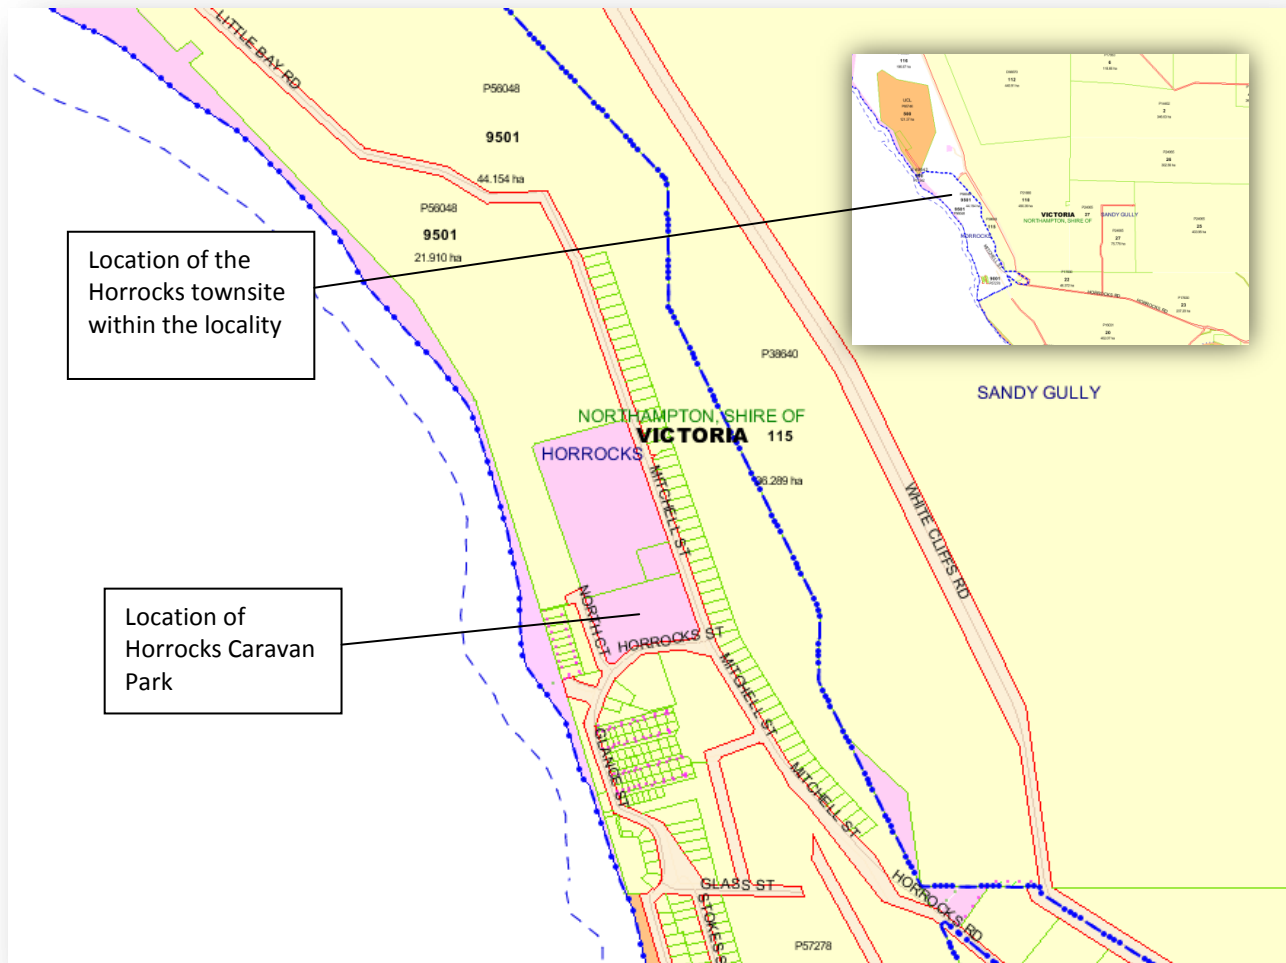 LITTLE BAY RD
P56048
9501
44.154 ha
P56048
9501
21.910 ha
Location of the
Horrocks townsite
within the locality
P38640
SANDY GULLY
NORTHAMPTON, SHIRE OF
VICTORIA 115
HORROCKS
96.289 ha
MITCHELL ST
WHITE CLIFFS RD
Location of
Horrocks Caravan
Park
NORTH CT
HORROCKS ST
MITCHELL ST
GLANCE ST
MITCHELL ST
GLASS ST
STOKES S
HORROCKS RD
P57278
VICTORIA
NORTHAMPTON, SHIRE OF
SANDY GULLY
HORROCKS
HORROCKS RD
HORROCKS RD